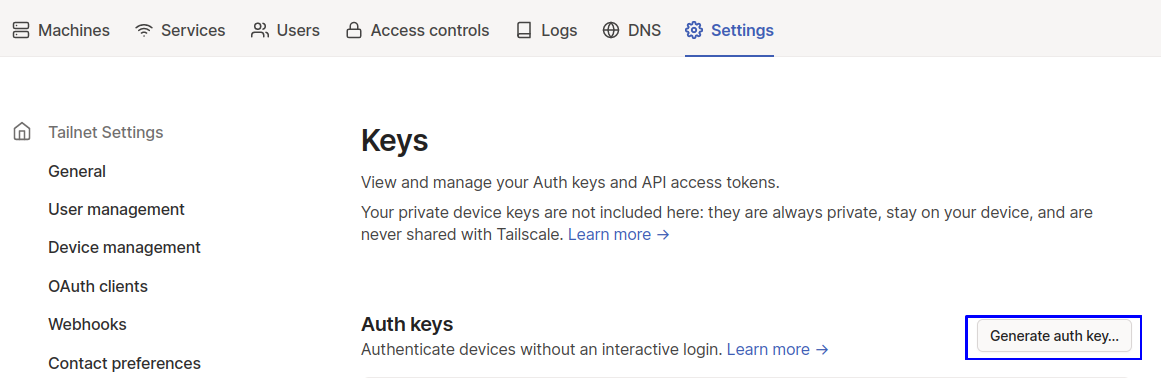 Machines Services Users Access controls Logs DNS Settings
Tailnet Settings
General
User management
Device management
OAuth clients
Webhooks
Contact preferences
Keys
View and manage your Auth keys and API access tokens.
Your private device keys are not included here: they are always private, stay on your device, and are
never shared with Tailscale. Learn more →
Auth keys
Authenticate devices without an interactive login. Learn more →
Generate auth key...